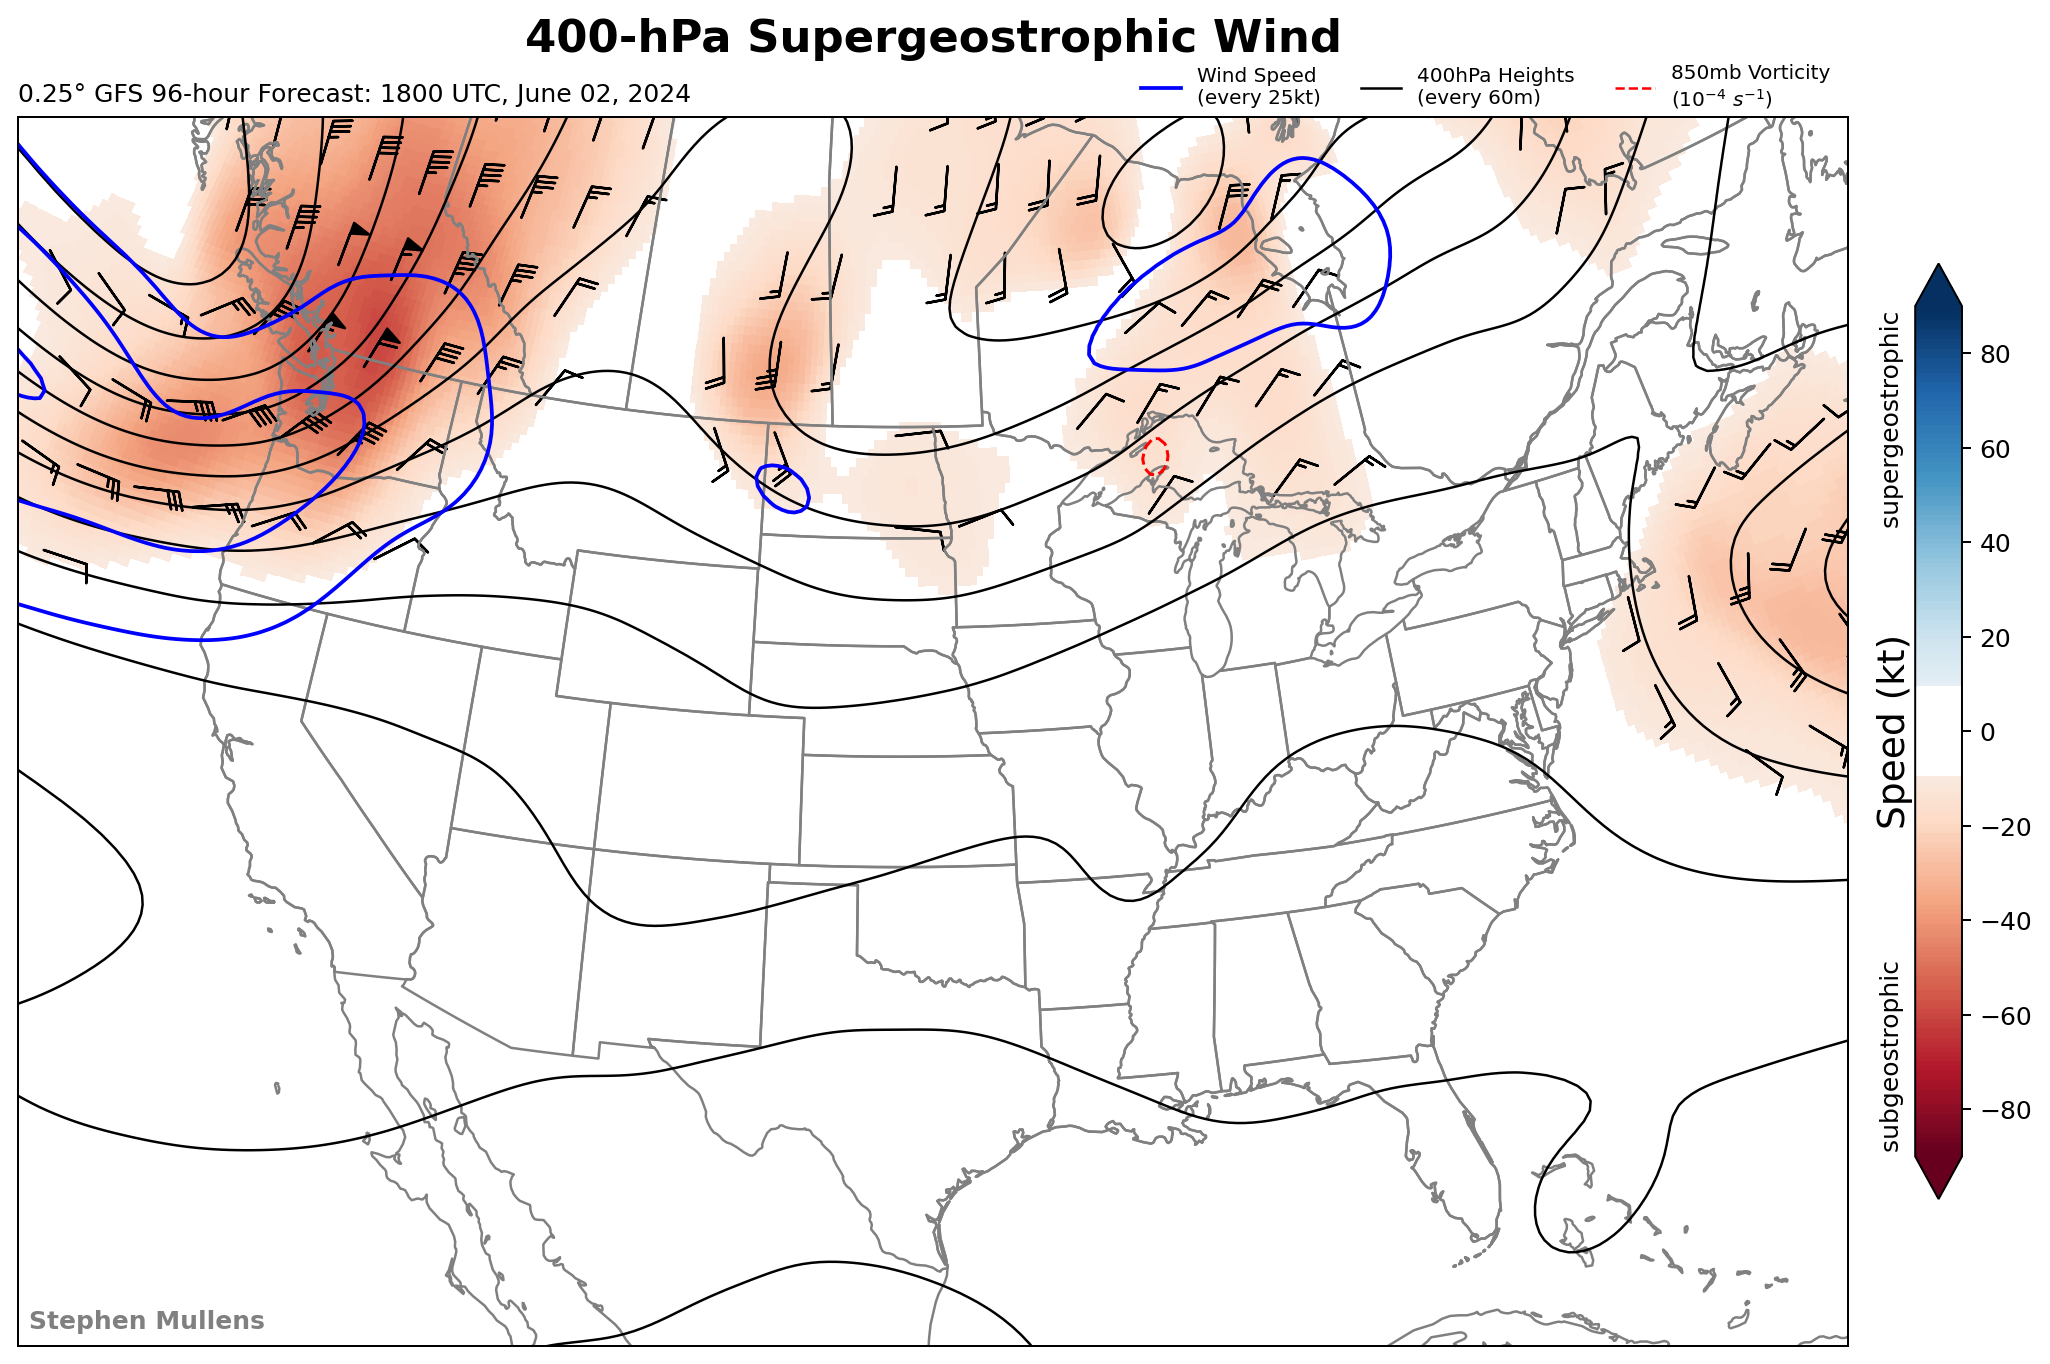 400-hPa Supergeostrophic Wind
0.25° GFS 96-hour Forecast: 1800 UTC, June 02, 2024
Wind Speed
(every 25kt)
400hPa Heights
(every 60m)
850mb Vorticity
(10⁻⁴ s⁻¹)
supergeostrophic
Speed (kt)
subgeostrophic
80
60
40
20
0
−20
−40
−60
−80
Stephen Mullens